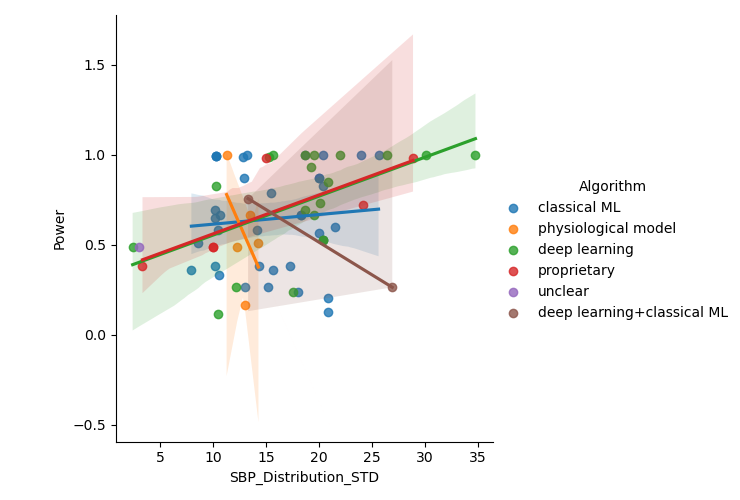 1.5
1.0
0.5
0.0
−0.5
Power
5 10 15 20 25 30 35
SBP_Distribution_STD
Algorithm
classical ML
physiological model
deep learning
proprietary
unclear
deep learning+classical ML